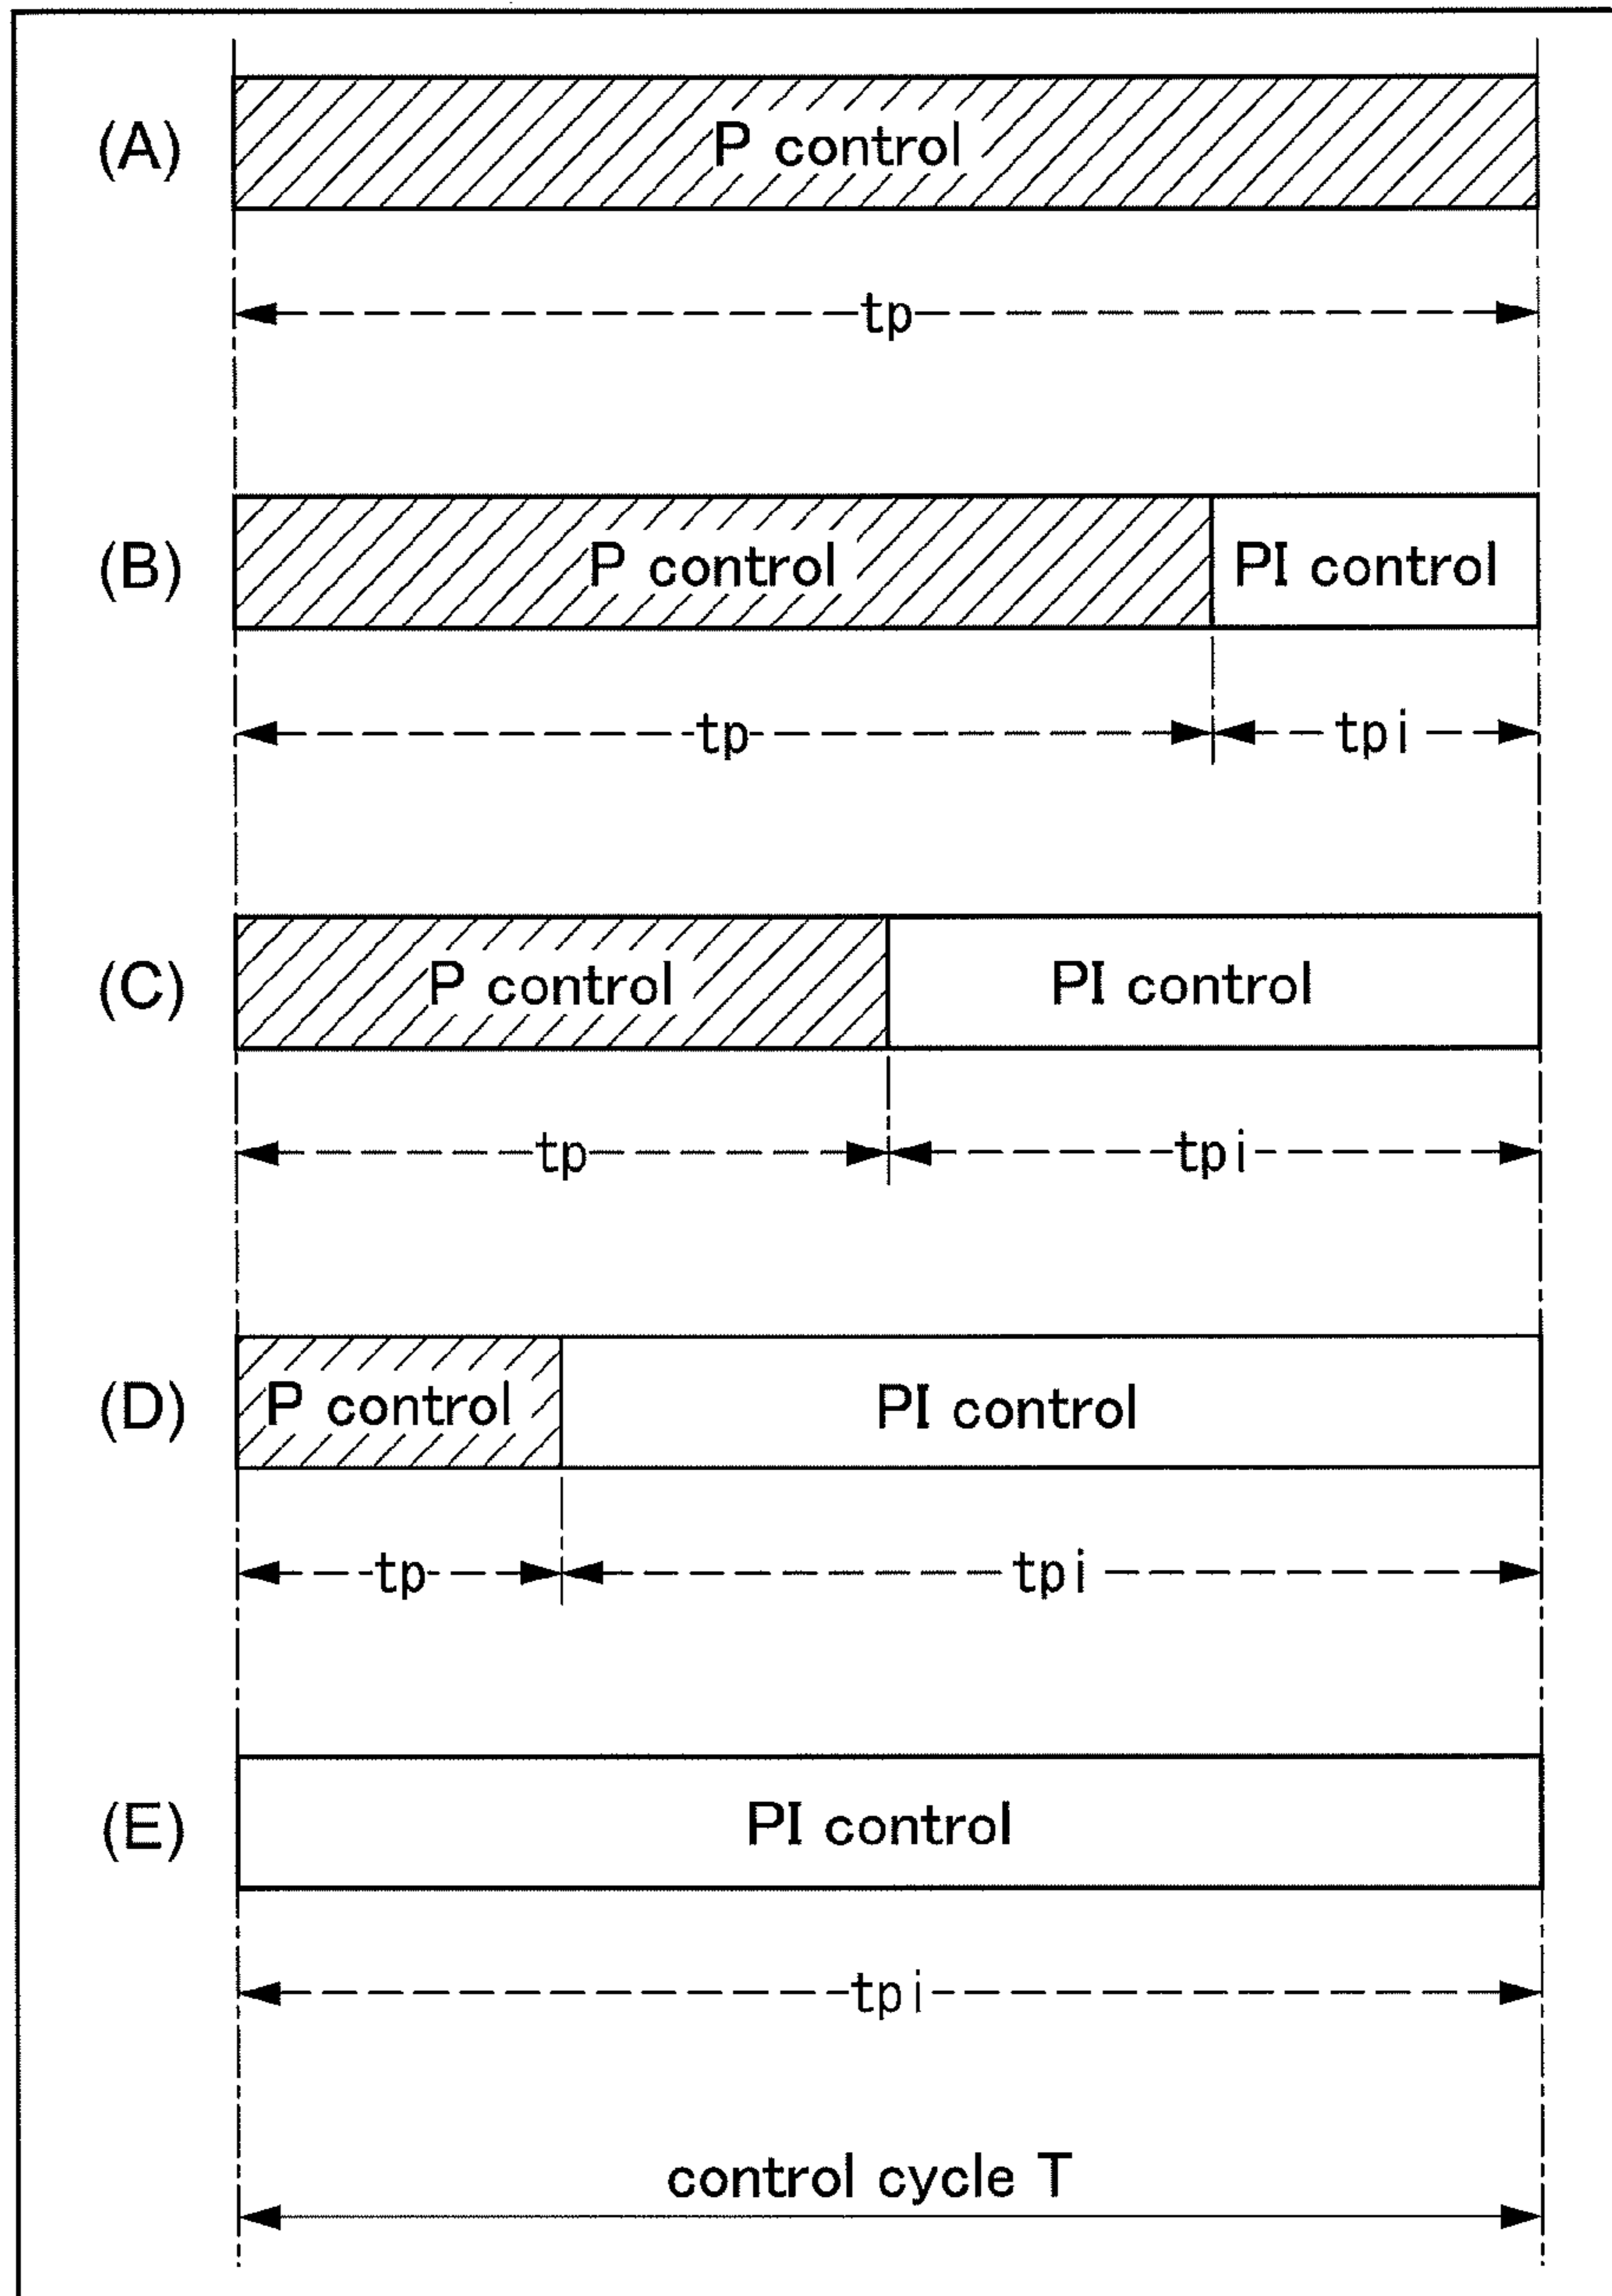 (A) P control
tp
(B) P control PI control
tp tpi
(C) P control PI control
tp tpi
(D) P control PI control
tp tpi
(E) PI control
tpi
control cycle T